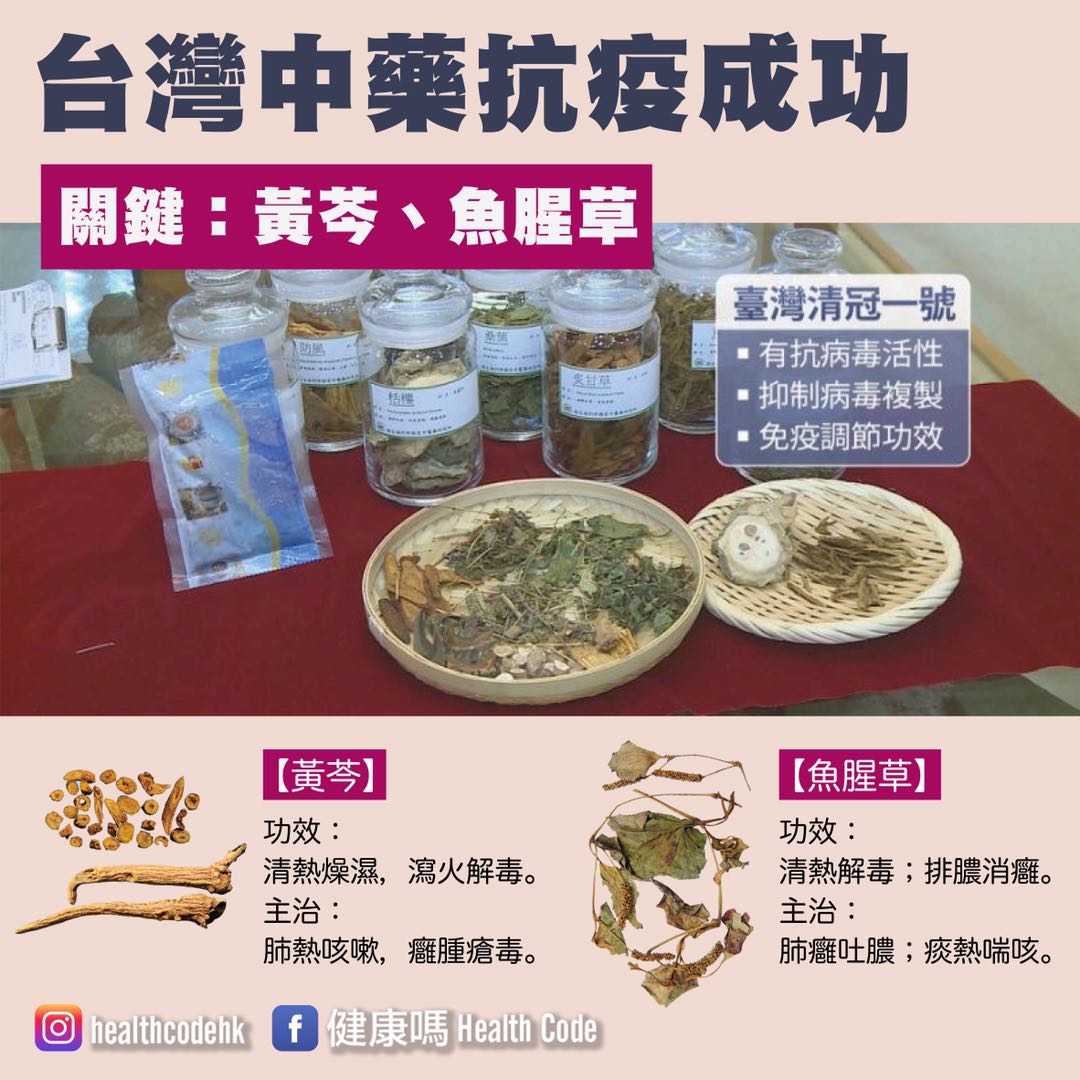 台灣中藥抗疫成功
關鍵：黃芩、魚腥草
臺灣清冠一號
▪ 有抗病毒活性
▪ 抑制病毒複製
▪ 免疫調節功效
防風
栝樓
桑葉
炙甘草
【黃芩】
功效：
清熱燥濕，瀉火解毒。
主治：
肺熱咳嗽，癰腫瘡毒。
【魚腥草】
功效：
清熱解毒；排膿消癰。
主治：
肺癰吐膿；痰熱喘咳。
healthcodehk
健康嗎 Health Code